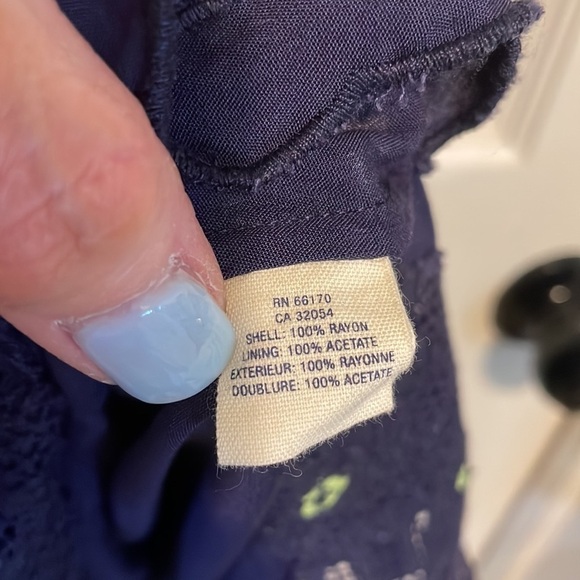 RN 66170
CA 32054
SHELL: 100% RAYON
LINING: 100% ACETATE
EXTERIEUR: 100% RAYONNE
DOUBLURE: 100% ACETATE